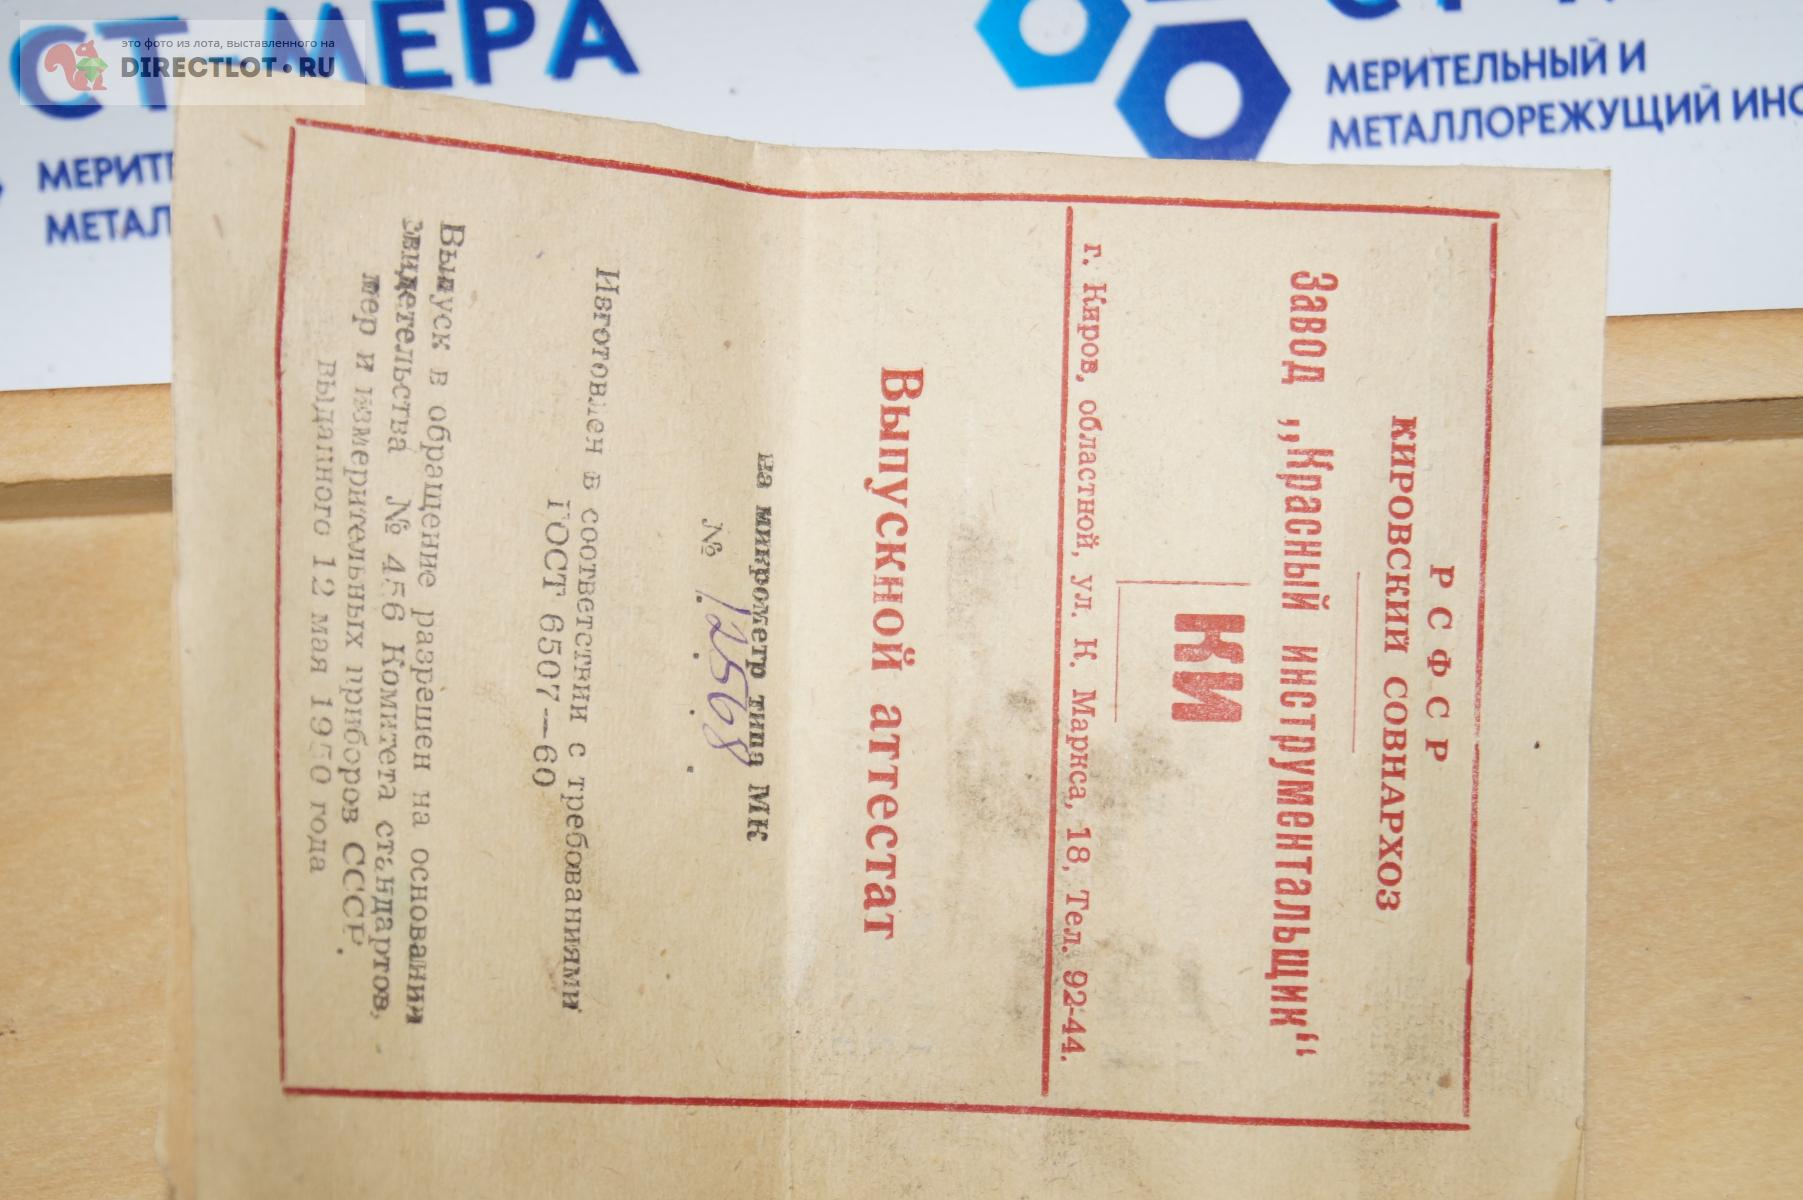 это фото из лота, выставленного на
DIRECTLOT.RU
СТ-МЕРА
МЕРИТЕЛЬНЫЙ И
МЕТАЛЛОРЕЖУЩИЙ ИНС
МЕРИТЕ
МЕТАЛ
РСФСР
КИРОВСКИЙ СОВНАРХОЗ
Завод „Красный инструментальщик“
КИ
г. Киров, областной, ул. К. Маркса, 18, Тел. 92-44.
Выпускной аттестат
на микрометр типа МК
№ 12568
Изготовлен в соответствии с требованиями
ГОСТ 6507—60
Выпуск в обращение разрешен на основании
свидетельства № 456 Комитета стандартов,
мер и измерительных приборов СССР.
выданного 12 мая 1950 года